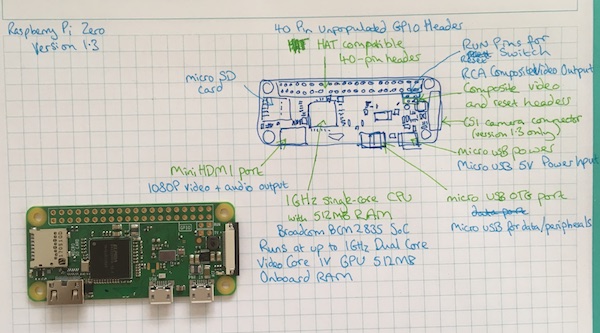 Raspberry Pi Zero
Version 1.3
40 Pin Unpopulated GPIO Header
HAT compatible
40-pin header
micro SD
card
RUN Pins for
Reset Switch
RCA Composite Video Output
Composite video
and reset headers
CSI camera connector
(version 1.3 only)
micro USB power
Micro USB 5V Power Input
Mini HDMI port
1080P video + audio output
1GHz single-core CPU
with 512MB RAM
Broadcom BCM2835 SoC
Runs at up to 1GHz Dual Core
VideoCore IV GPU 512MB
Onboard RAM
micro USB OTG port
data port
Micro USB for data/peripherals